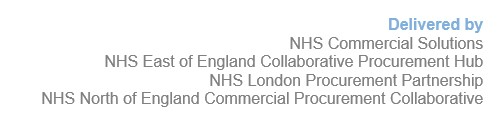 Delivered by
NHS Commercial Solutions
NHS East of England Collaborative Procurement Hub
NHS London Procurement Partnership
NHS North of England Commercial Procurement Collaborative